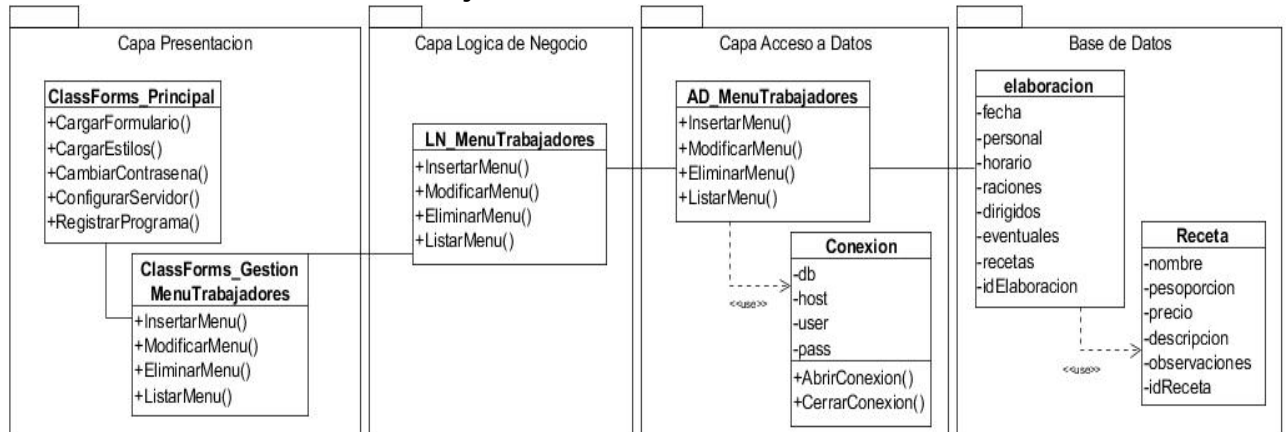 Capa Presentacion
ClassForms_Principal
+CargarFormulario()
+CargarEstilos()
+CambiarContrasena()
+ConfigurarServidor()
+RegistrarPrograma()
ClassForms_Gestion
MenuTrabajadores
+InsertarMenu()
+ModificarMenu()
+EliminarMenu()
+ListarMenu()
Capa Logica de Negocio
LN_MenuTrabajadores
+InsertarMenu()
+ModificarMenu()
+EliminarMenu()
+ListarMenu()
Capa Acceso a Datos
AD_MenuTrabajadores
+InsertarMenu()
+ModificarMenu()
+EliminarMenu()
+ListarMenu()
<<use>>
Conexion
-db
-host
-user
-pass
+AbrirConexion()
+CerrarConexion()
Base de Datos
elaboracion
-fecha
-personal
-horario
-raciones
-dirigidos
-eventuales
-recetas
-idElaboracion
<<use>>
Receta
-nombre
-pesoporcion
-precio
-descripcion
-observaciones
-idReceta